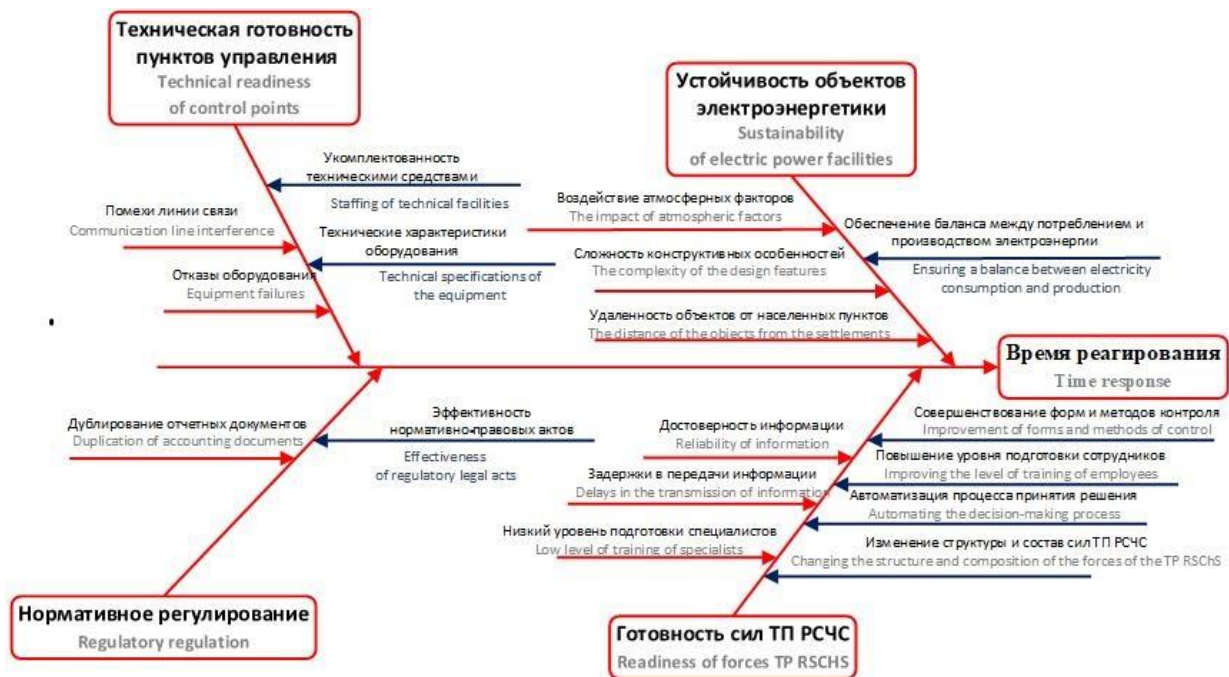 Техническая готовность
пунктов управления
Technical readiness
of control points
Устойчивость объектов
электроэнергетики
Sustainability
of electric power facilities
Укомплектованность
техническими средствами
Staffing of technical facilities
Помехи линии связи
Communication line interference
Технические характеристики
оборудования
Technical specifications of
the equipment
Отказы оборудования
Equipment failures
Воздействие атмосферных факторов
The impact of atmospheric factors
Обеспечение баланса между потреблением и
производством электроэнергии
Ensuring a balance between electricity
consumption and production
Сложность конструктивных особенностей
The complexity of the design features
Удаленность объектов от населенных пунктов
The distance of the objects from the settlements
Время реагирования
Time response
Дублирование отчетных документов
Duplication of accounting documents
Эффективность
нормативно-правовых актов
Effectiveness
of regulatory legal acts
Достоверность информации
Reliability of information
Задержки в передачи информации
Delays in the transmission of information
Низкий уровень подготовки специалистов
Low level of training of specialists
Совершенствование форм и методов контроля
Improvement of forms and methods of control
Повышение уровня подготовки сотрудников
Improving the level of training of employees
Автоматизация процесса принятия решения
Automating the decision-making process
Изменение структуры и состав сил ТП РСЧС
Changing the structure and composition of the forces of the TP RSChS
Нормативное регулирование
Regulatory regulation
Готовность сил ТП РСЧС
Readiness of forces TP RSCHS